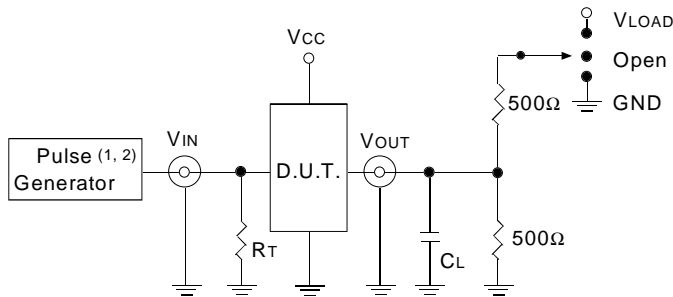 VLOAD
VCC
Open
500Ω
GND
VIN
VOUT
Pulse (1, 2)
Generator
D.U.T.
RT
CL
500Ω